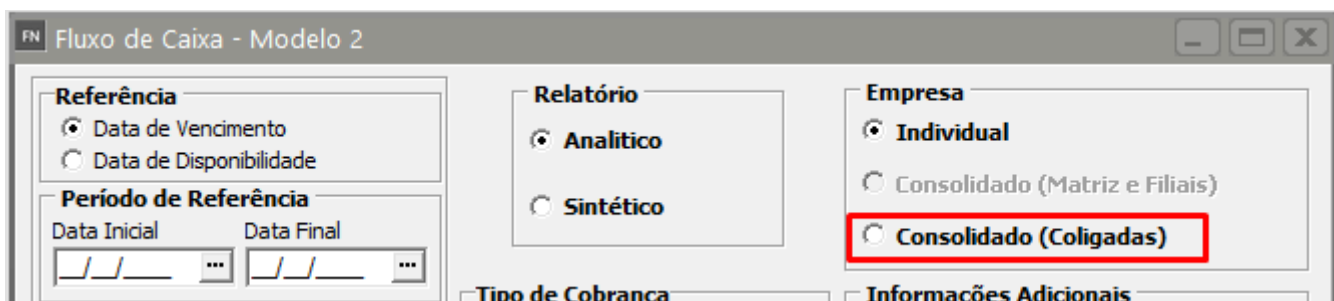 FN Fluxo de Caixa - Modelo 2
Referência
Data de Vencimento
Data de Disponibilidade
Período de Referência
Data Inicial Data Final
__/__/____ ... __/__/____ ...
Relatório
Analitico
Sintético
Empresa
Individual
Consolidado (Matriz e Filiais)
Consolidado (Coligadas)
Tipo de Cobrança
Informações Adicionais